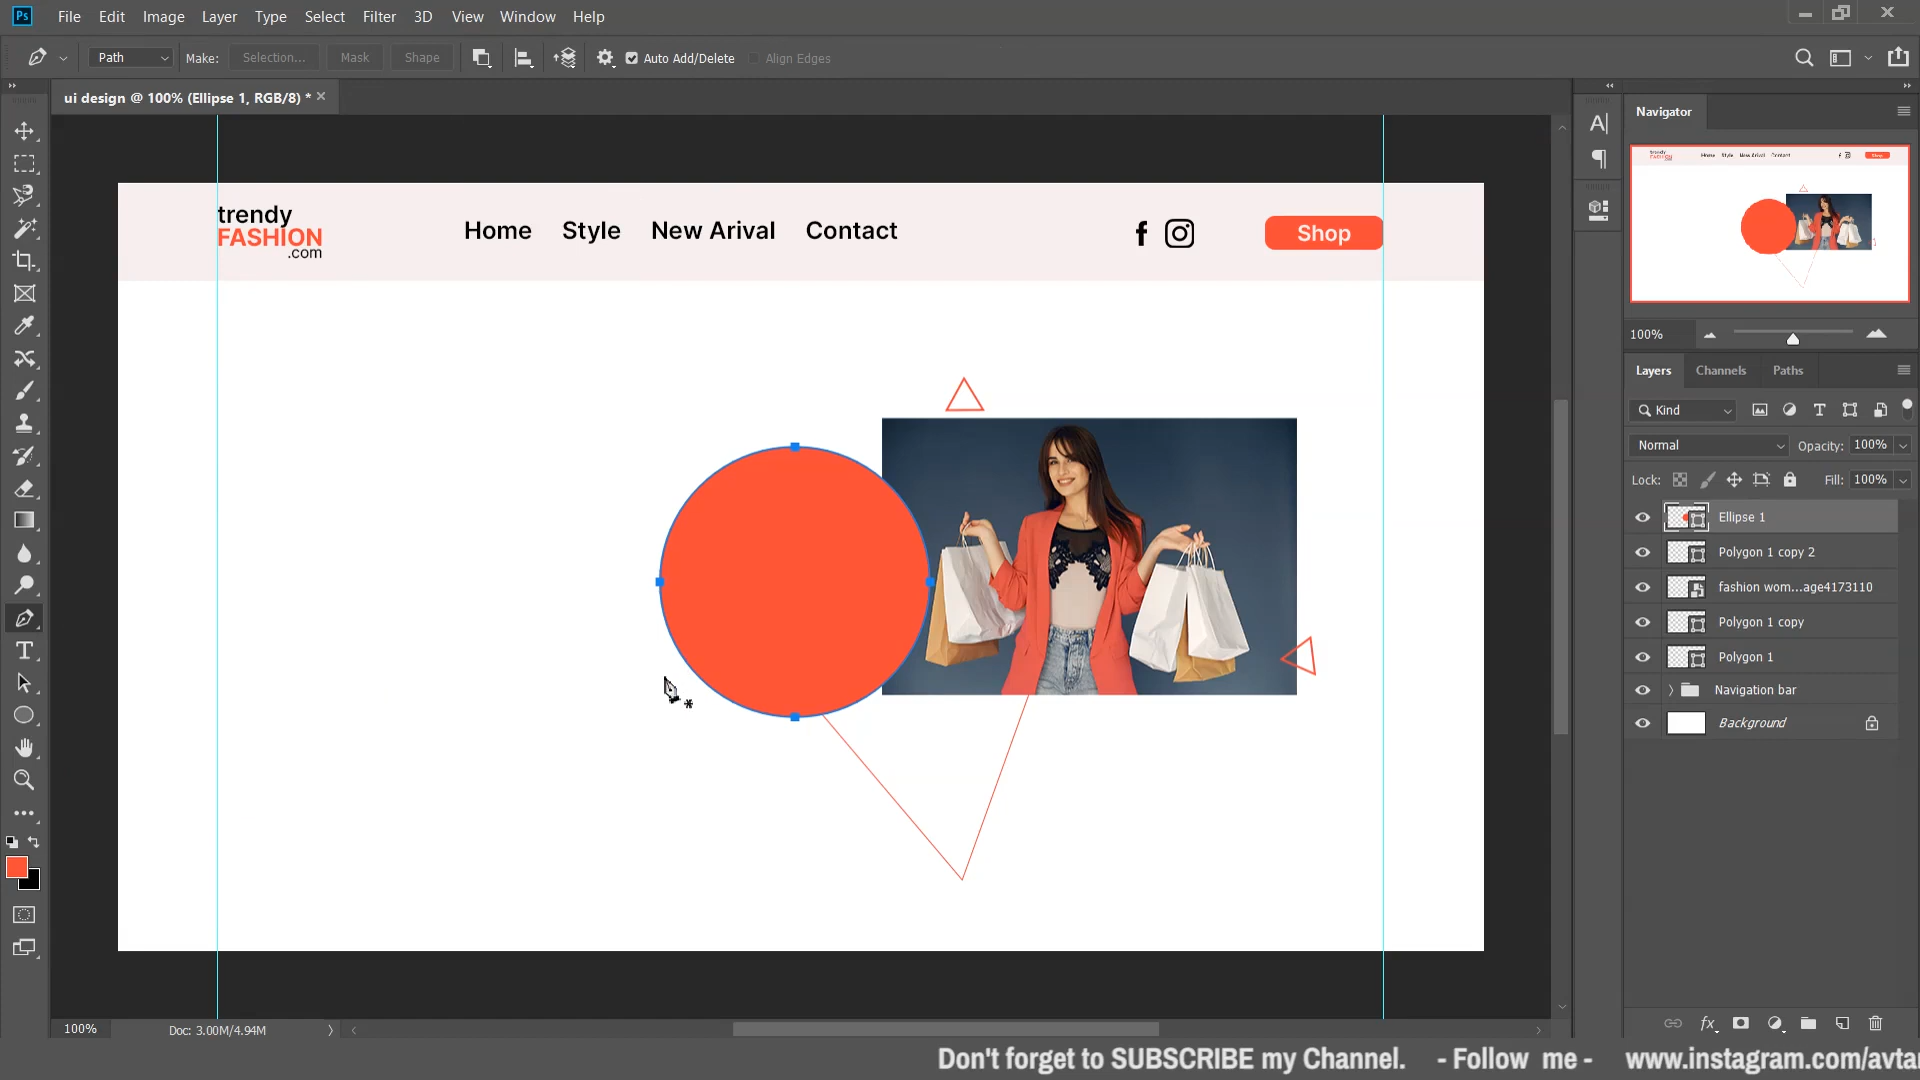 Ps File Edit Image Layer Type Select Filter 3D View Window Help
Path Make: Selection... Mask Shape Auto Add/Delete Align Edges
ui design @ 100% (Ellipse 1, RGB/8) *
Navigator
trendy
FASHION
.com
Home Style New Arival Contact
Shop
100%
Layers Channels Paths
Kind
Normal Opacity: 100%
Lock: Fill: 100%
Ellipse 1
Polygon 1 copy 2
fashion wom...age4173110
Polygon 1 copy
Polygon 1
Navigation bar
Background
100% Doc: 3.00M/4.94M
Don't forget to SUBSCRIBE my Channel. - Follow me - www.instagram.com/avtar